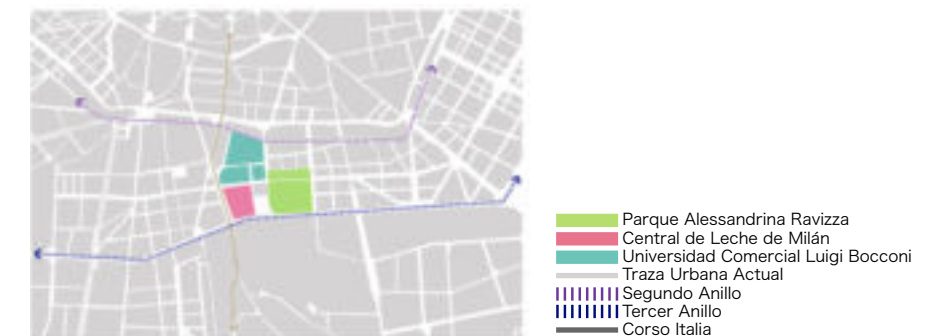 Parque Alessandrina Ravizza
Central de Leche de Milán
Universidad Comercial Luigi Bocconi
Traza Urbana Actual
Segundo Anillo
Tercer Anillo
Corso Italia